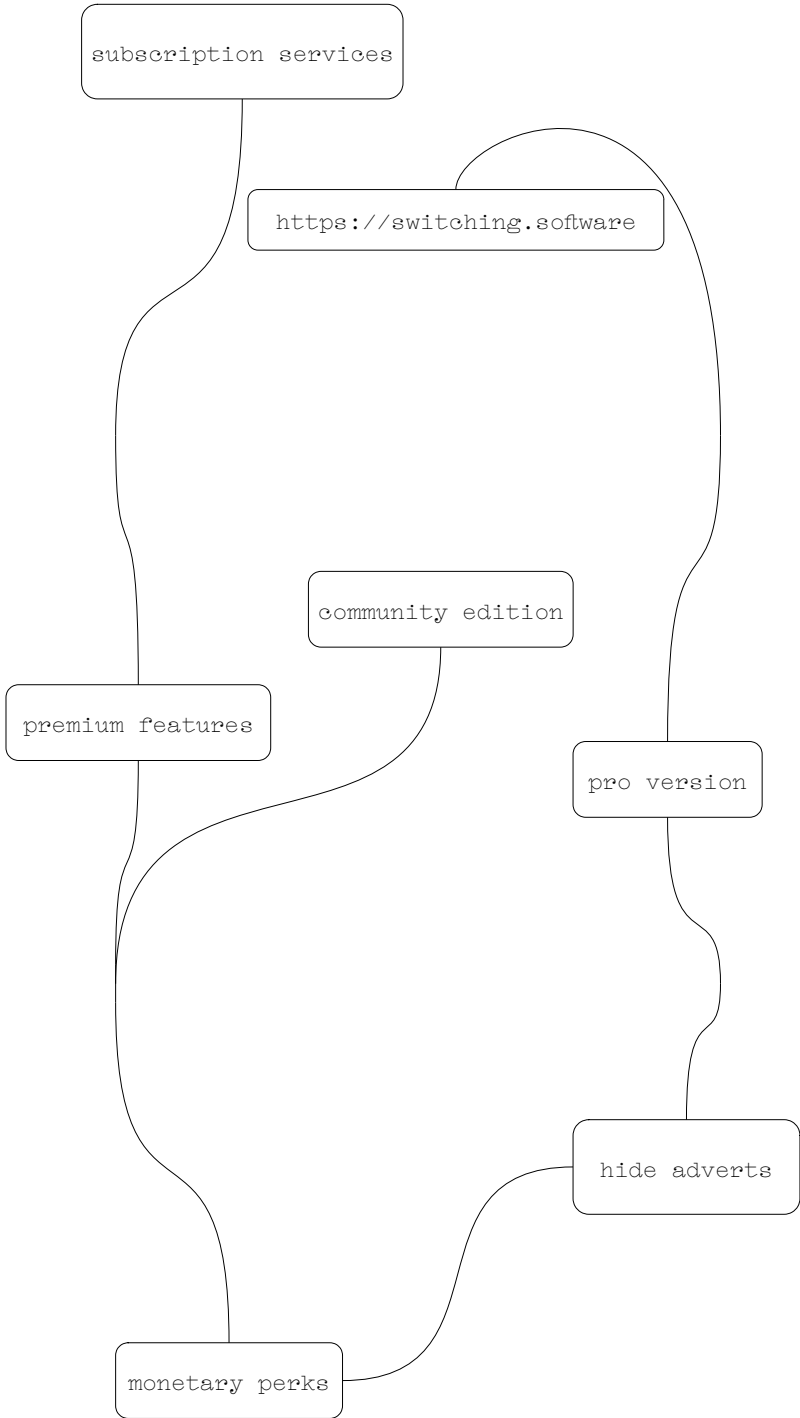 subscription services
https://switching.software
community edition
premium features
pro version
hide adverts
monetary perks